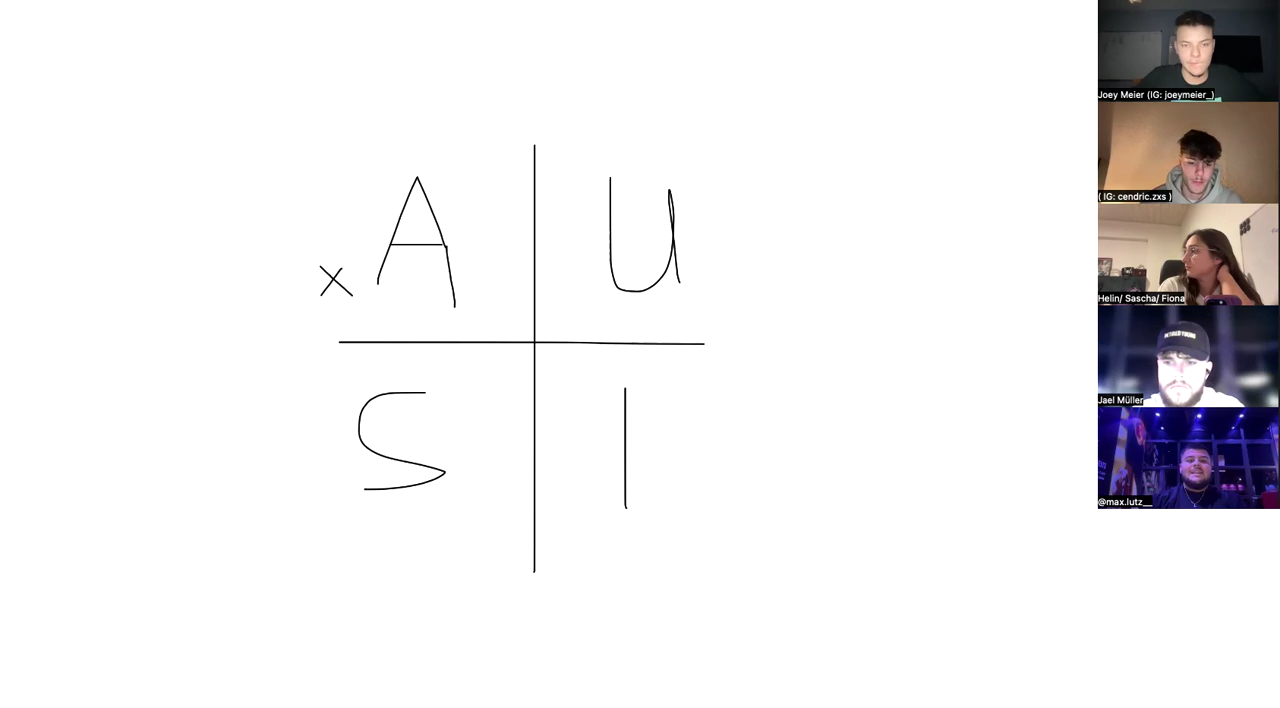 A U
x
S I
Joey Meier (IG: joeymeier_)
( IG: cendric.zxs )
Helin/ Sascha/ Fiona
Jael Müller
@max.lutz__